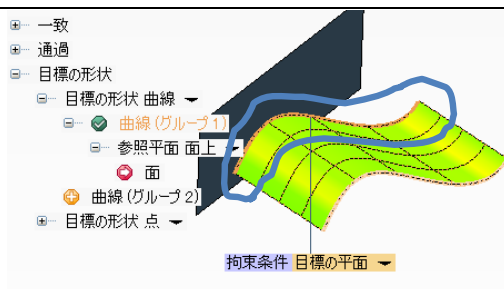 一致
通過
目標の形状
目標の形状 曲線
曲線 (グループ 1)
参照平面 面上
面
曲線 (グループ 2)
目標の形状 点
拘束条件 目標の平面